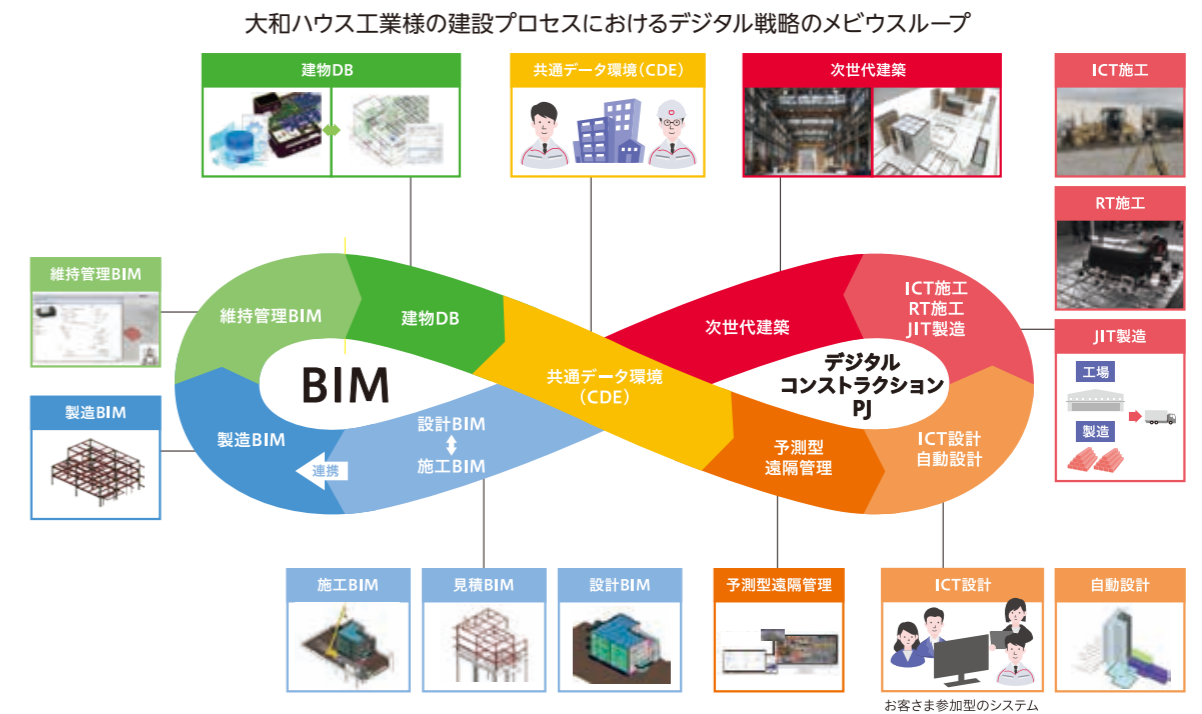 大和ハウス工業様の建設プロセスにおけるデジタル戦略のメビウスループ
建物DB
共通データ環境（CDE）
次世代建築
ICT施工
RT施工
維持管理BIM
JIT製造
工場
製造
製造BIM
維持管理BIM
建物DB
共通データ環境
（CDE）
次世代建築
ICT施工
RT施工
JIT製造
BIM
デジタル
コンストラクション
PJ
製造BIM
連携
設計BIM
施工BIM
予測型
遠隔管理
ICT設計
自動設計
施工BIM
見積BIM
設計BIM
予測型遠隔管理
ICT設計
自動設計
お客さま参加型のシステム